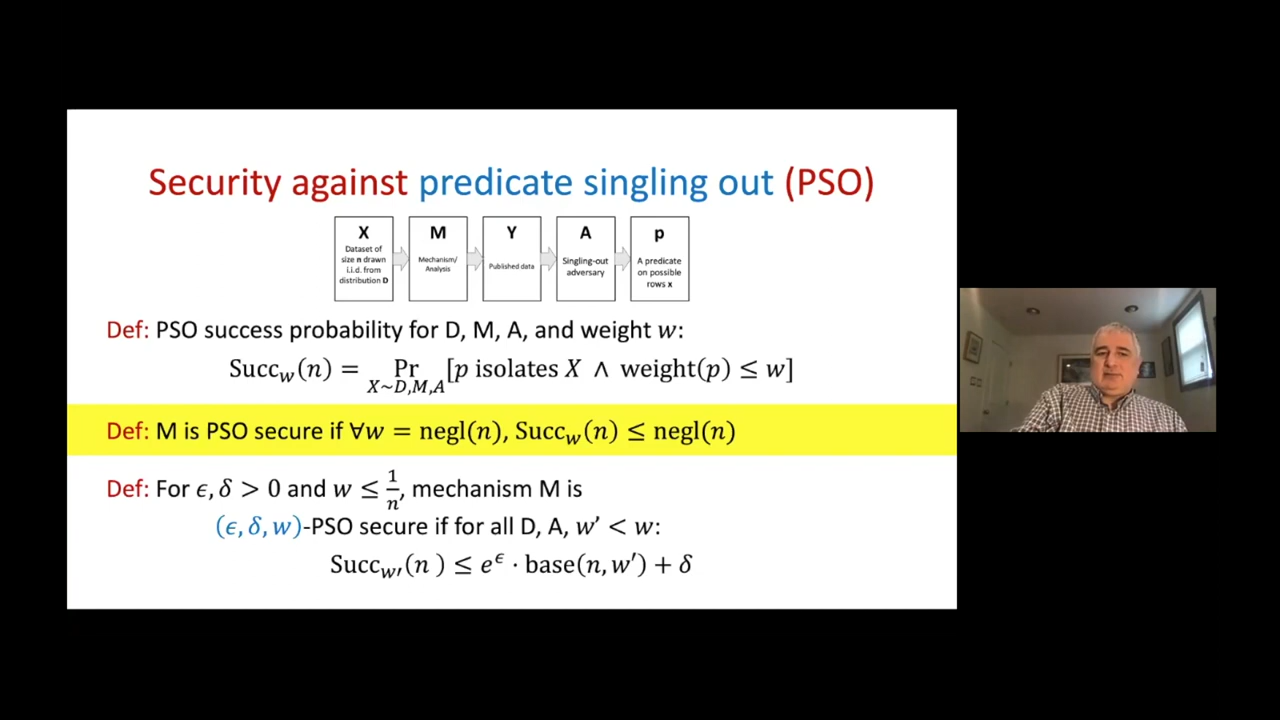 Security against predicate singling out (PSO)
X
Dataset of
size n drawn
i.i.d. from
distribution D
M
Mechanism/
Analysis
Y
Published data
A
Singling-out
adversary
p
A predicate
on possible
rows x
Def: PSO success probability for D, M, A, and weight w:
Succ_w(n) = Pr_{X~D,M,A}[p isolates X ∧ weight(p) ≤ w]
Def: M is PSO secure if ∀w = negl(n), Succ_w(n) ≤ negl(n)
Def: For ϵ, δ > 0 and w ≤ 1/n, mechanism M is
(ϵ, δ, w)-PSO secure if for all D, A, w' < w:
Succ_{w'}(n) ≤ e^ϵ · base(n, w') + δ